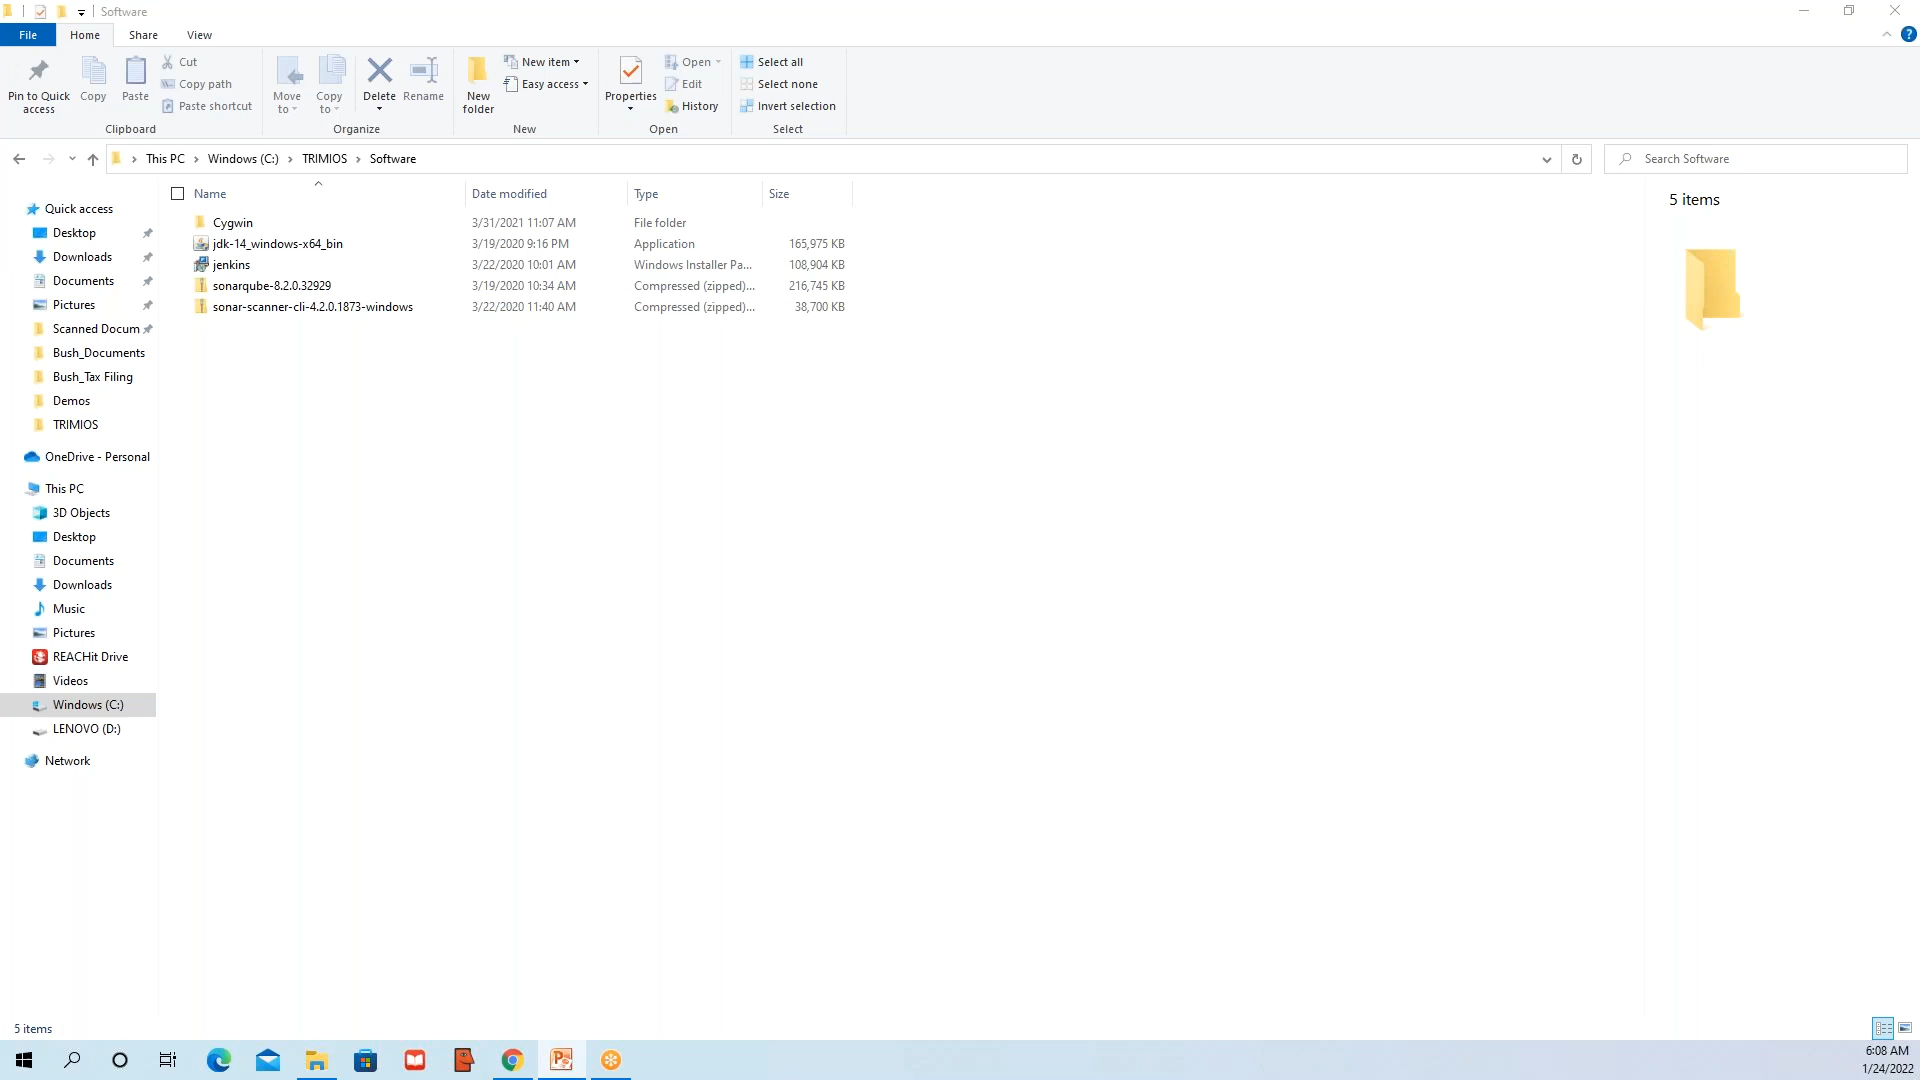 Software
File Home Share View
Pin to Quick access
Copy
Paste
Cut
Copy path
Paste shortcut
Clipboard
Move to
Copy to
Delete
Rename
Organize
New folder
New item
Easy access
New
Properties
Open
Edit
History
Open
Select all
Select none
Invert selection
Select
This PC Windows (C:) TRIMIOS Software
Search Software
Name Date modified Type Size
Cygwin 3/31/2021 11:07 AM File folder
jdk-14_windows-x64_bin 3/19/2020 9:16 PM Application 165,975 KB
jenkins 3/22/2020 10:01 AM Windows Installer Pa... 108,904 KB
sonarqube-8.2.0.32929 3/19/2020 10:34 AM Compressed (zipped)... 216,745 KB
sonar-scanner-cli-4.2.0.1873-windows 3/22/2020 11:40 AM Compressed (zipped)... 38,700 KB
5 items
Quick access
Desktop
Downloads
Documents
Pictures
Scanned Docum
Bush_Documents
Bush_Tax Filing
Demos
TRIMIOS
OneDrive - Personal
This PC
3D Objects
Desktop
Documents
Downloads
Music
Pictures
REACHit Drive
Videos
Windows (C:)
LENOVO (D:)
Network
5 items
6:08 AM
1/24/2022